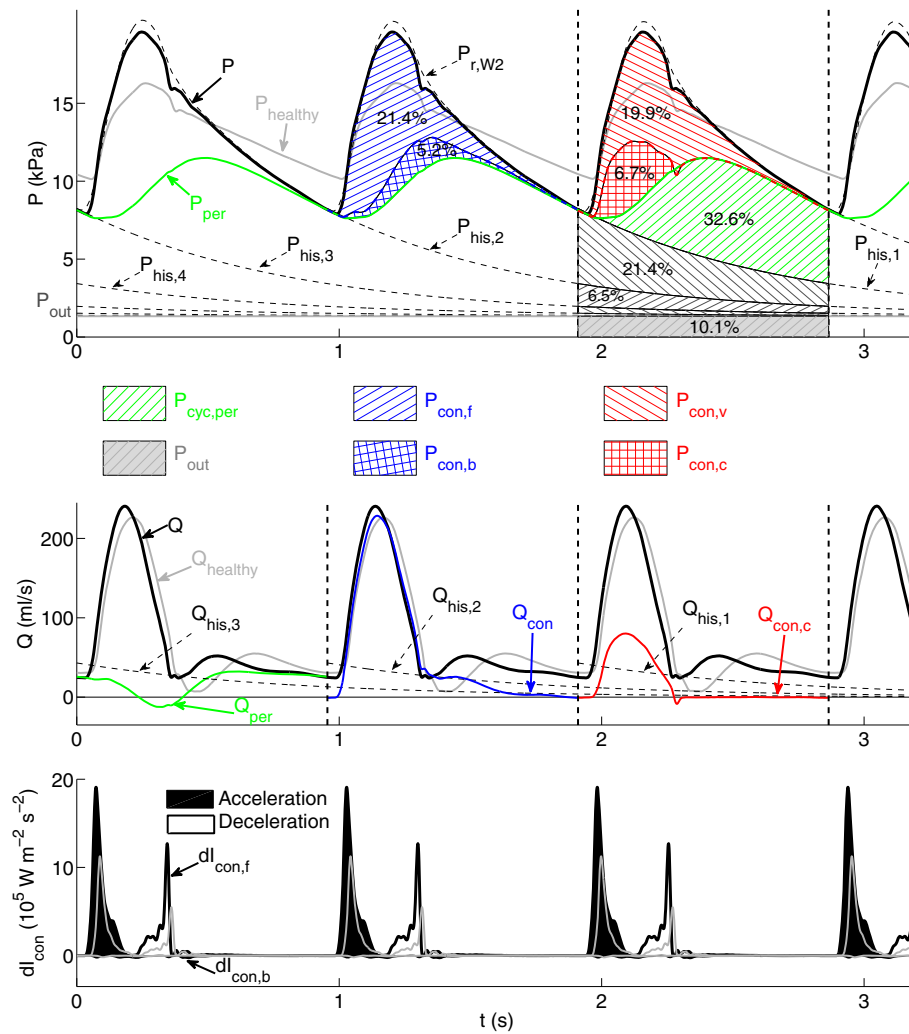 P
P_healthy
P_per
P_r,W2
21.4%
5.2%
19.9%
6.7%
32.6%
21.4%
6.5%
10.1%
P_his,4
P_his,3
P_his,2
P_his,1
P_out
P (kPa)
15
10
5
0
0 1 2 3
P_cyc,per P_con,f P_con,v
P_out P_con,b P_con,c
Q
Q_healthy
Q_his,3
Q_per
Q_his,2
Q_con
Q_his,1
Q_con,c
Q (ml/s)
200
100
0
0 1 2 3
Acceleration
Deceleration
dI_con,f
dI_con,b
dI_con (10^5 W m^-2 s^-2)
20
10
0
0 1 2 3
t (s)